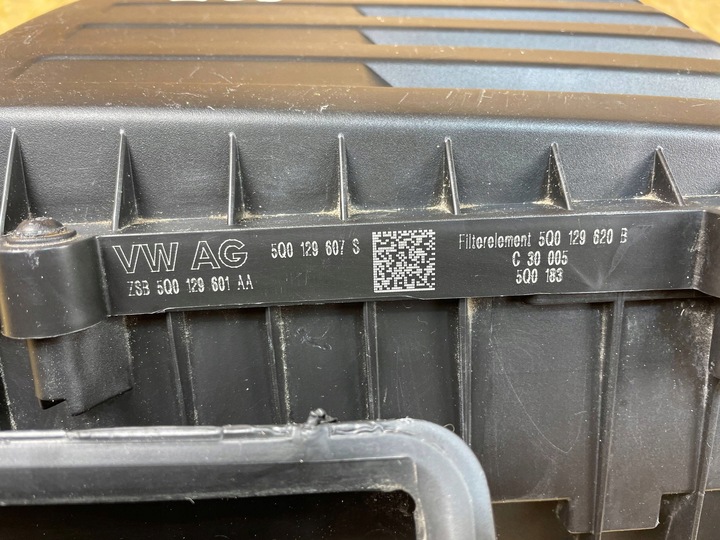 VW AG 5Q0 129 607 S
ZSB 5Q0 129 601 AA
Filterelement 5Q0 129 620 B
C 30 005
5Q0 183